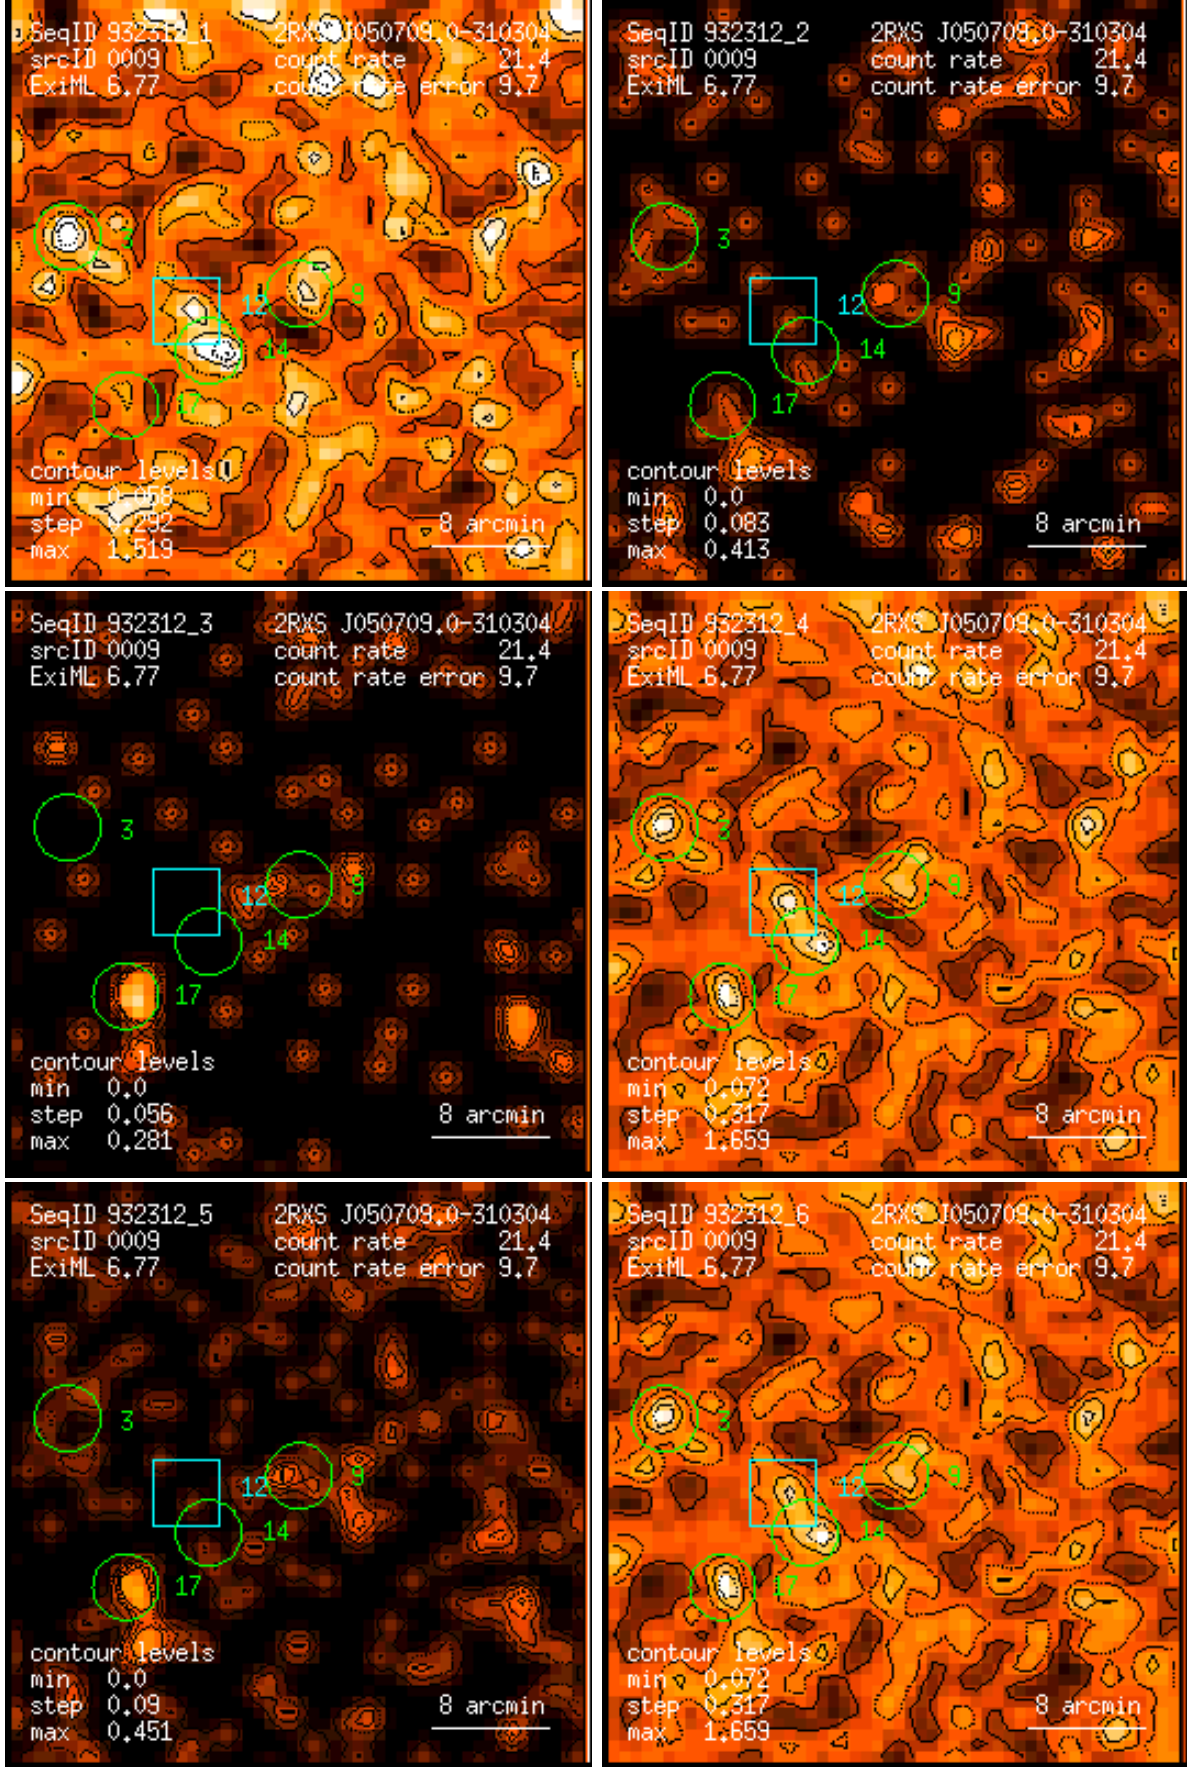 SeqID 932312_1 2RXS J050709.0-310304
srcID 0009 count rate 21.4
ExiML 6.77 count rate error 9.7
3
12 9
14
17
contour levels
min 0.058
step 0.292 8 arcmin
max 1.519
SeqID 932312_2 2RXS J050709.0-310304
srcID 0009 count rate 21.4
ExiML 6.77 count rate error 9.7
3
12 9
14
17
contour levels
min 0.0
step 0.083 8 arcmin
max 0.413
SeqID 932312_3 2RXS J050709.0-310304
srcID 0009 count rate 21.4
ExiML 6.77 count rate error 9.7
3
12 9
14
17
contour levels
min 0.0
step 0.056 8 arcmin
max 0.281
SeqID 932312_4 2RXS J050709.0-310304
srcID 0009 count rate 21.4
ExiML 6.77 count rate error 9.7
3
12 9
14
17
contour levels
min 0.072
step 0.317 8 arcmin
max 1.659
SeqID 932312_5 2RXS J050709.0-310304
srcID 0009 count rate 21.4
ExiML 6.77 count rate error 9.7
3
12 9
14
17
contour levels
min 0.0
step 0.09 8 arcmin
max 0.451
SeqID 932312_6 2RXS J050709.0-310304
srcID 0009 count rate 21.4
ExiML 6.77 count rate error 9.7
3
12 9
14
17
contour levels
min 0.072
step 0.317 8 arcmin
max 1.659